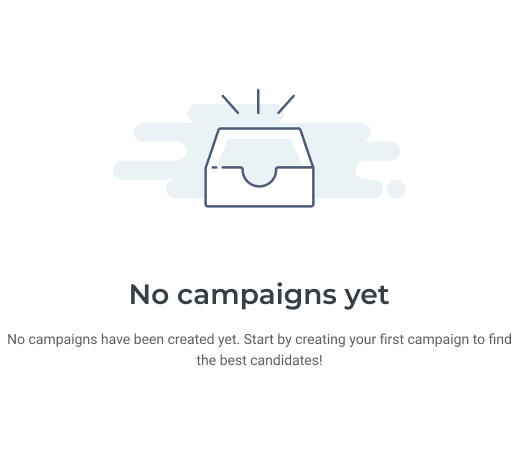 No campaigns yet
No campaigns have been created yet. Start by creating your first campaign to find
the best candidates!